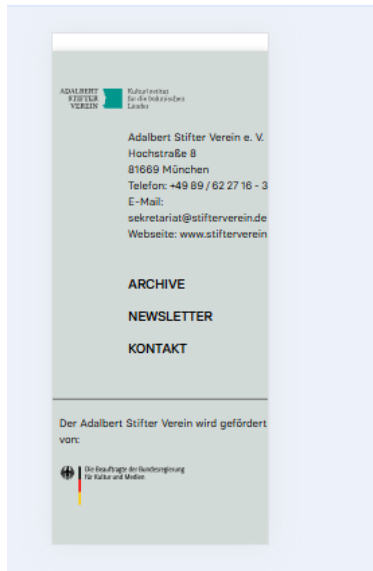 ADALBERT
STIFTER
VEREIN
Kulturinstitut
für die böhmischen
Länder
Adalbert Stifter Verein e. V.
Hochstraße 8
81669 München
Telefon: +49 89 / 62 27 16 - 3
E-Mail:
sekretariat@stifterverein.de
Webseite: www.stifterverein
ARCHIVE
NEWSLETTER
KONTAKT
Der Adalbert Stifter Verein wird gefördert
von:
Die Beauftragte der Bundesregierung
für Kultur und Medien